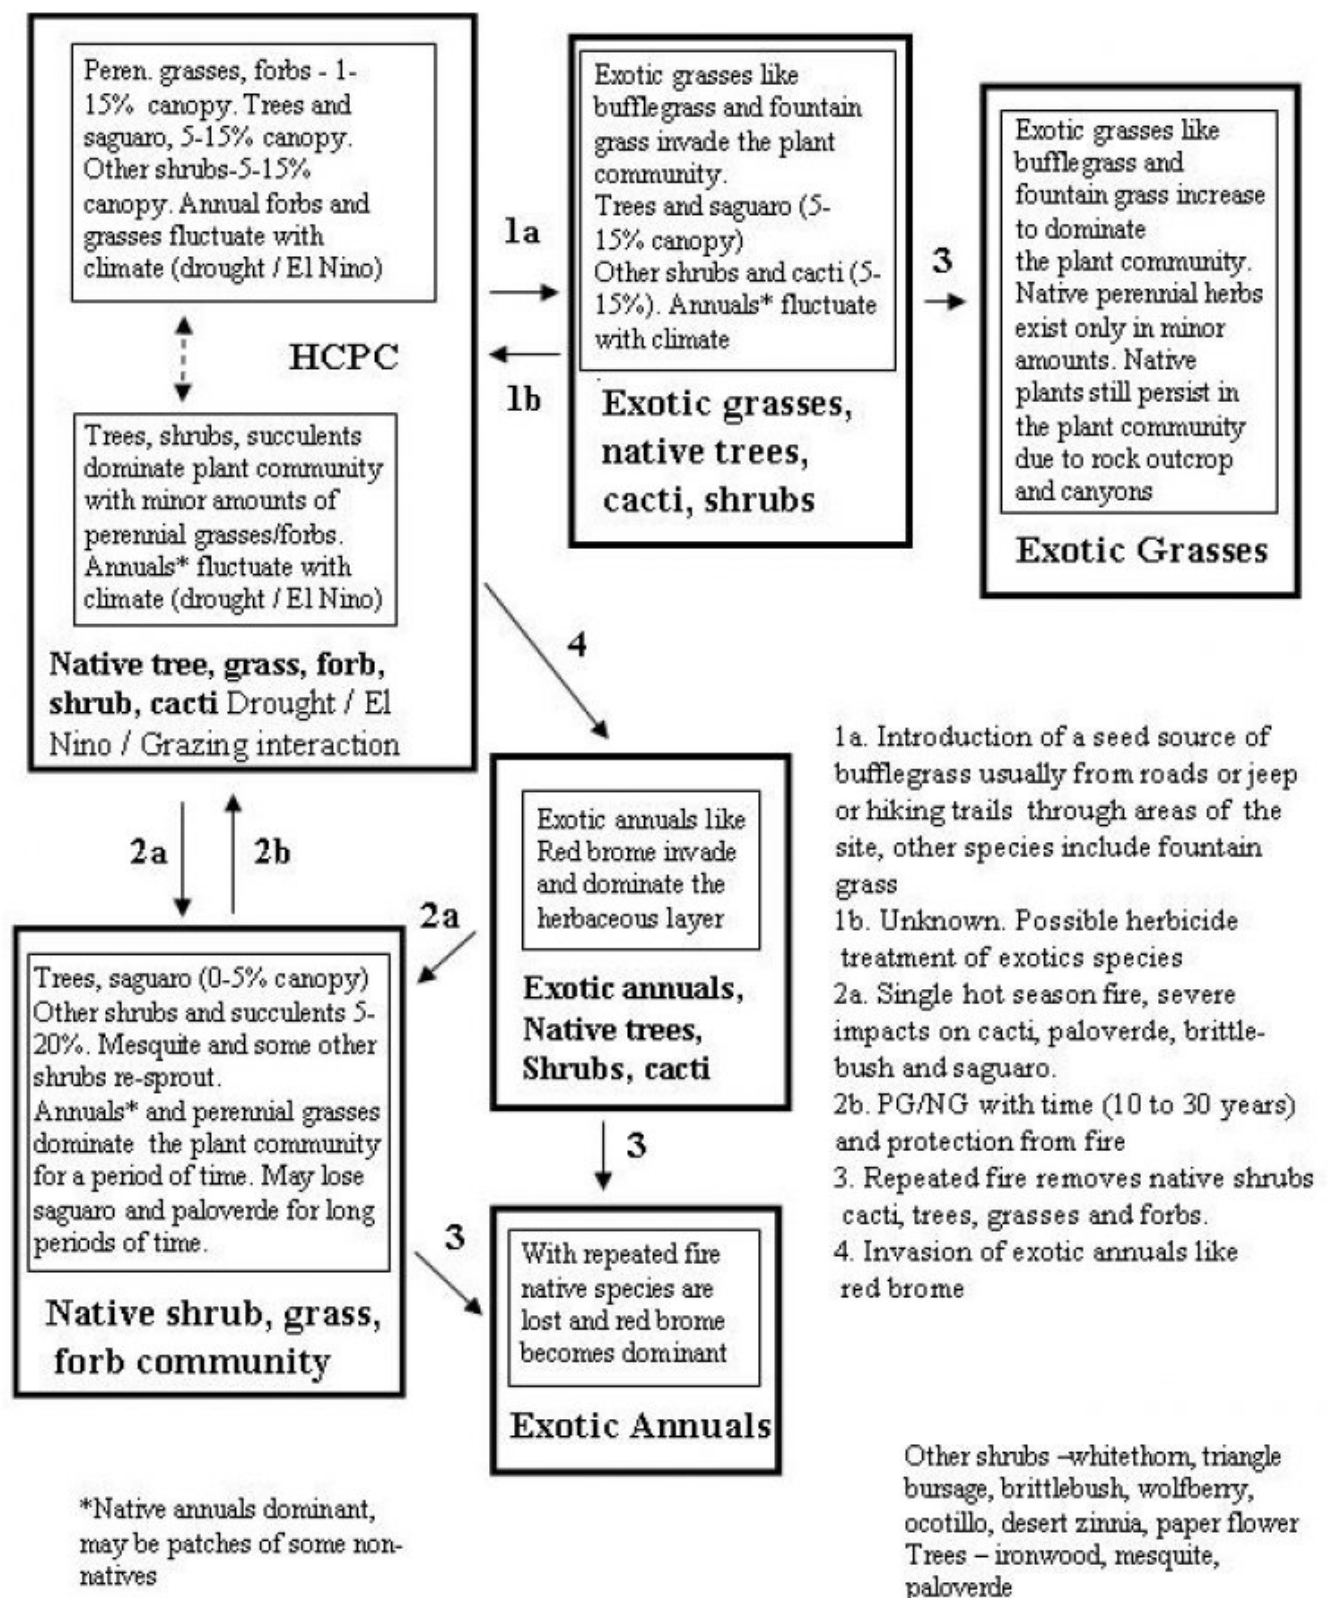 Peren. grasses, forbs - 1-
15% canopy. Trees and
saguaro, 5-15% canopy.
Other shrubs-5-15%
canopy. Annual forbs and
grasses fluctuate with
climate (drought / El Nino)
HCPC
Trees, shrubs, succulents
dominate plant community
with minor amounts of
perennial grasses/forbs.
Annuals* fluctuate with
climate (drought / El Nino)
Native tree, grass, forb,
shrub, cacti Drought / El
Nino / Grazing interaction
1a
1b
Exotic grasses like
bufflegrass and fountain
grass invade the plant
community.
Trees and saguaro (5-
15% canopy)
Other shrubs and cacti (5-
15%). Annuals* fluctuate
with climate
Exotic grasses,
native trees,
cacti, shrubs
3
Exotic grasses like
bufflegrass and
fountain grass increase
to dominate
the plant community.
Native perennial herbs
exist only in minor
amounts. Native
plants still persist in
the plant community
due to rock outcrop
and canyons
Exotic Grasses
4
2a
2b
Exotic annuals like
Red brome invade
and dominate the
herbaceous layer
Exotic annuals,
Native trees,
Shrubs, cacti
2a
3
Trees, saguaro (0-5% canopy)
Other shrubs and succulents 5-
20%. Mesquite and some other
shrubs re-sprout.
Annuals* and perennial grasses
dominate the plant community
for a period of time. May lose
saguaro and paloverde for long
periods of time.
Native shrub, grass,
forb community
3
With repeated fire
native species are
lost and red brome
becomes dominant
Exotic Annuals
1a. Introduction of a seed source of
bufflegrass usually from roads or jeep
or hiking trails through areas of the
site, other species include fountain
grass
1b. Unknown. Possible herbicide
treatment of exotics species
2a. Single hot season fire, severe
impacts on cacti, paloverde, brittle-
bush and saguaro.
2b. PG/NG with time (10 to 30 years)
and protection from fire
3. Repeated fire removes native shrubs
cacti, trees, grasses and forbs.
4. Invasion of exotic annuals like
red brome
*Native annuals dominant,
may be patches of some non-
natives
Other shrubs –whitethorn, triangle
bursage, brittlebush, wolfberry,
ocotillo, desert zinnia, paper flower
Trees – ironwood, mesquite,
paloverde